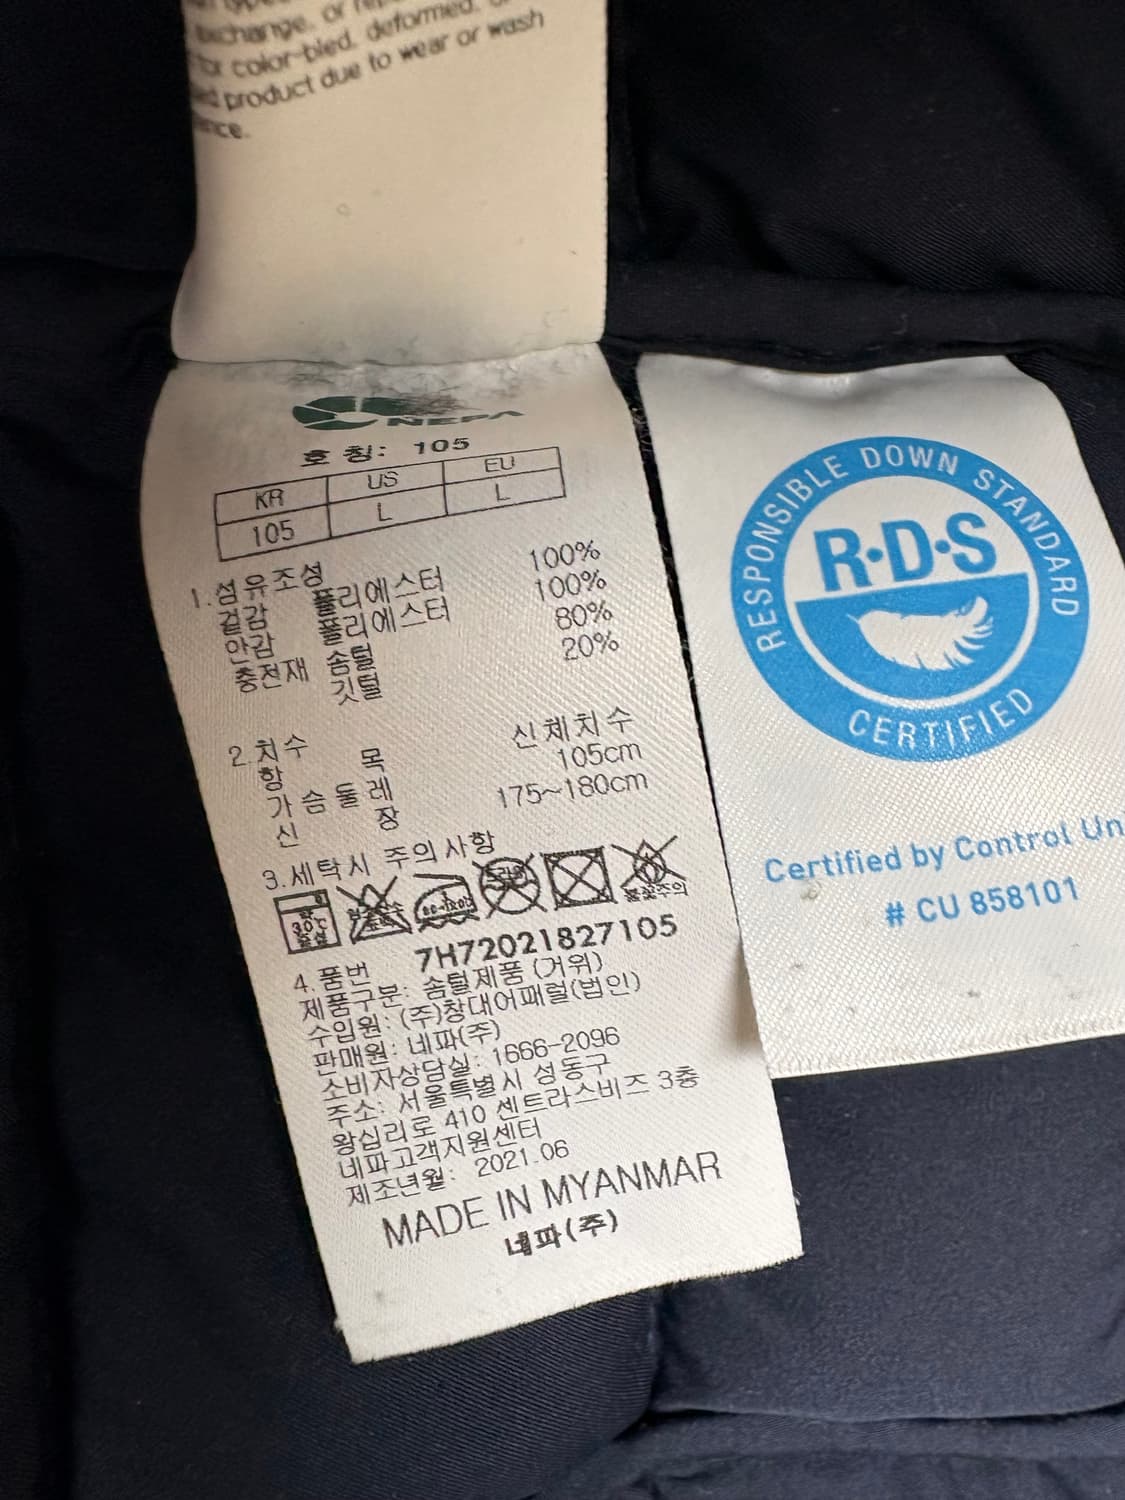 exchange, or
for color-bled, deformed,
product due to wear or wash
NEPA
호 칭: 105
KR US EU
105 L L
1.섬유조성
겉감 폴리에스터 100%
안감 폴리에스터 100%
충전재 솜털 80%
깃털 20%
2.치수
항 목 신체치수
가슴둘레 105cm
신 장 175~180cm
3.세탁시 주의사항
30℃
드라이
불꽃주의
4.품번 7H72021827105
제품구분: 솜털제품(거위)
수입원: (주)창대어패럴(법인)
판매원: 네파(주)
소비자상담실: 1666-2096
주소: 서울특별시 성동구
왕십리로 410 센트라스비즈 3층
네파고객지원센터
제조년월: 2021.06
MADE IN MYANMAR
네파(주)
RESPONSIBLE DOWN STANDARD
R·D·S
CERTIFIED
Certified by Control Un
# CU 858101